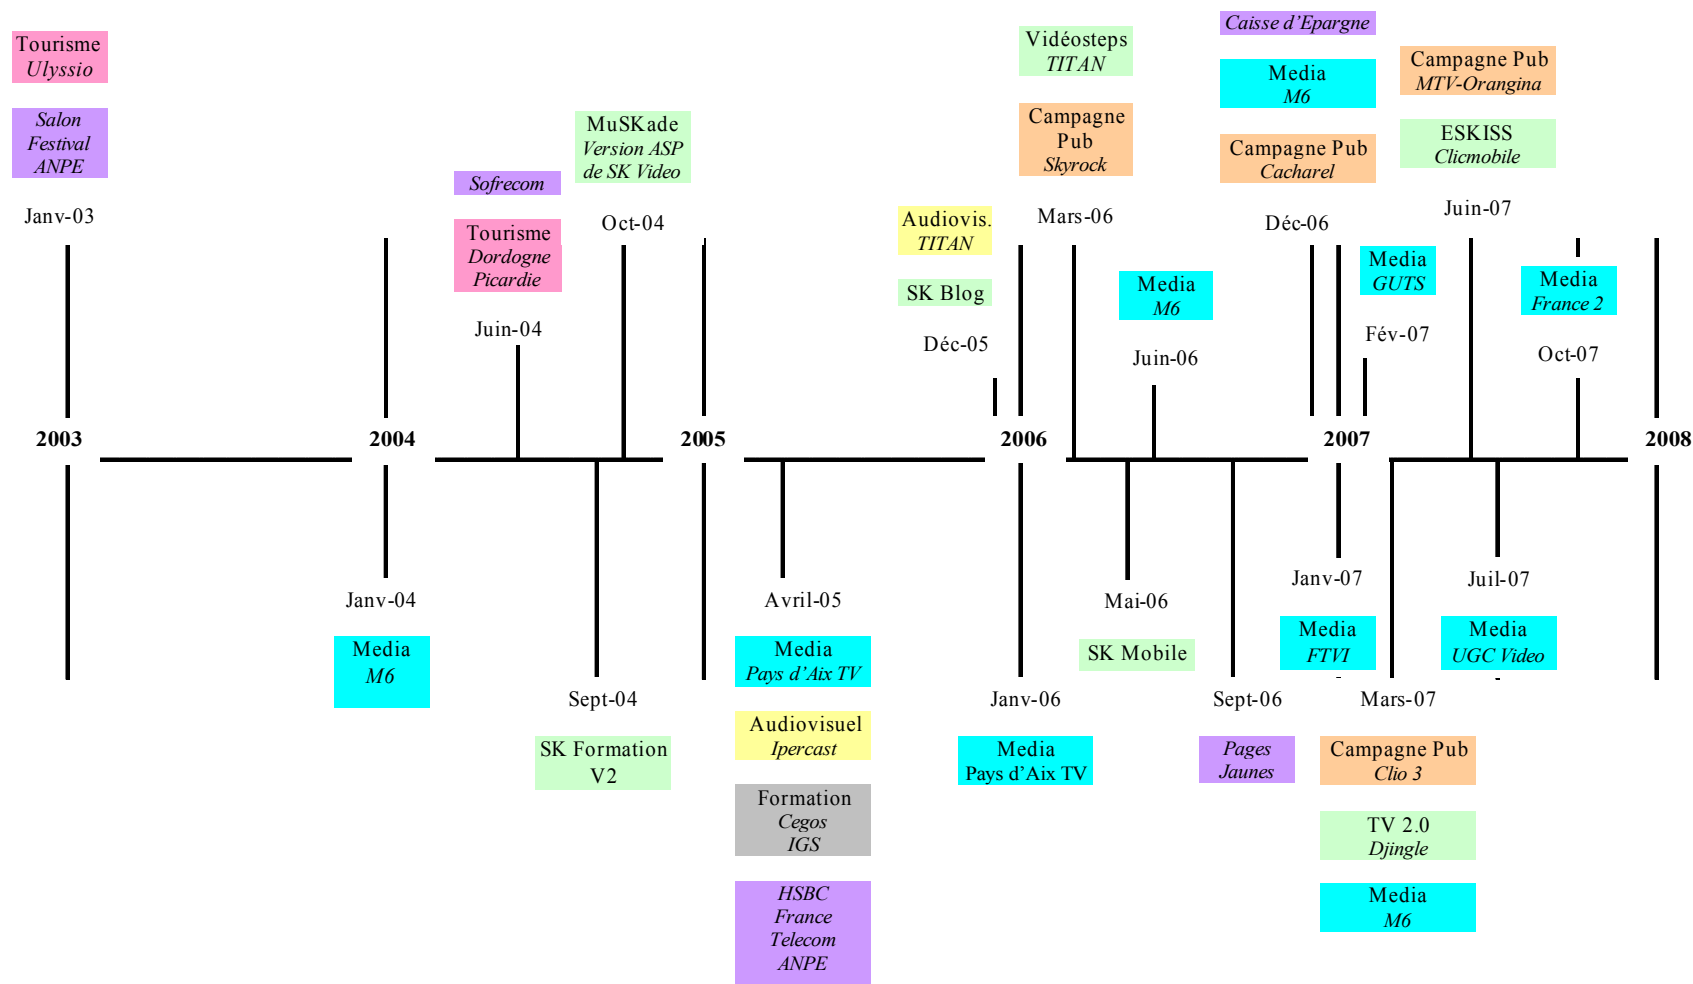 Tourisme
Ulyssio
Salon
Festival
ANPE
Janv-03
Sofrecom
Tourisme
Dordogne
Picardie
Juin-04
MuSKade
Version ASP
de SK Video
Oct-04
Audiovis.
TITAN
SK Blog
Déc-05
Vidéosteps
TITAN
Campagne
Pub
Skyrock
Mars-06
Media
M6
Juin-06
Caisse d'Epargne
Media
M6
Campagne Pub
Cacharel
Déc-06
Media
GUTS
Fév-07
Campagne Pub
MTV-Orangina
ESKISS
Clicmobile
Juin-07
Media
France 2
Oct-07
2003
2004
2005
2006
2007
2008
Janv-04
Media
M6
Sept-04
SK Formation
V2
Avril-05
Media
Pays d'Aix TV
Audiovisuel
Ipercast
Formation
Cegos
IGS
HSBC
France
Telecom
ANPE
Janv-06
Media
Pays d'Aix TV
Mai-06
SK Mobile
Sept-06
Pages
Jaunes
Janv-07
Media
FTVI
Mars-07
Campagne Pub
Clio 3
TV 2.0
Djingle
Media
M6
Juil-07
Media
UGC Video